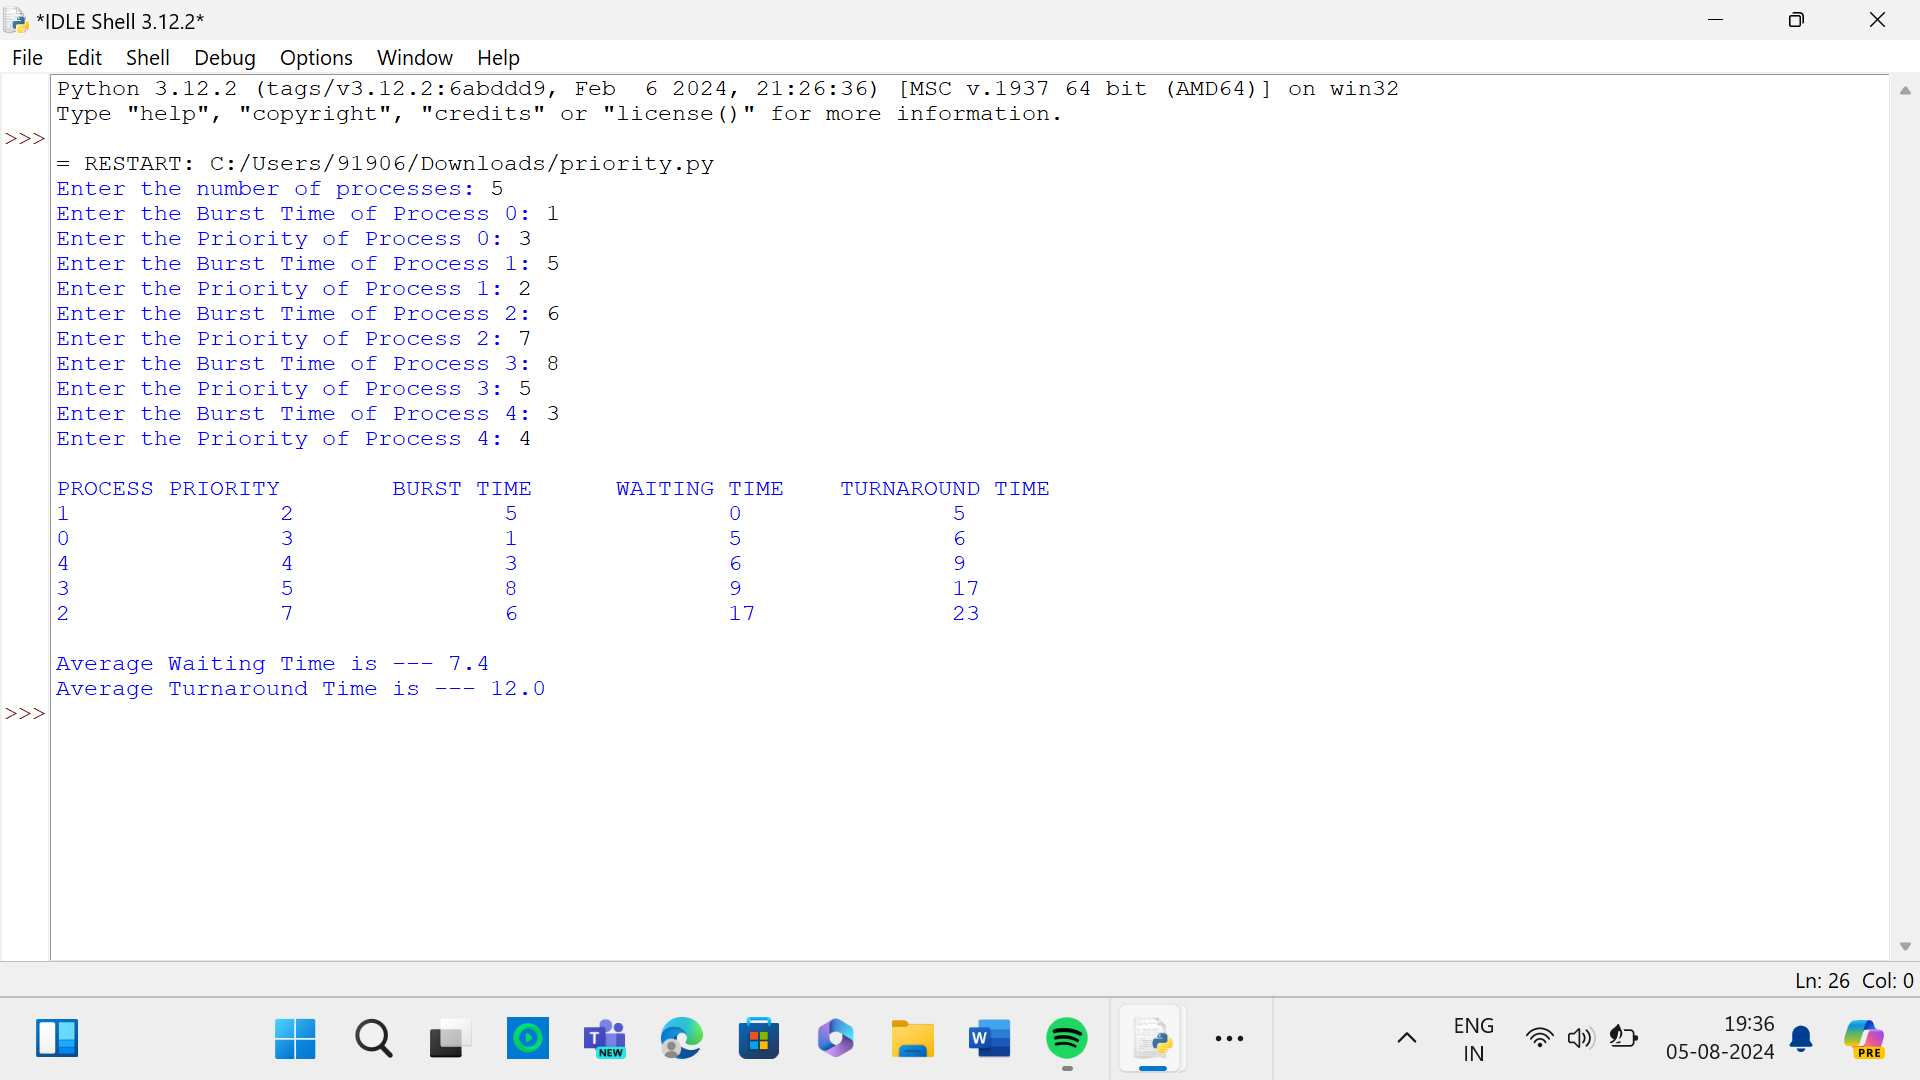 *IDLE Shell 3.12.2*
File Edit Shell Debug Options Window Help
Python 3.12.2 (tags/v3.12.2:6abddd9, Feb  6 2024, 21:26:36) [MSC v.1937 64 bit (AMD64)] on win32
Type "help", "copyright", "credits" or "license()" for more information.
>>>
= RESTART: C:/Users/91906/Downloads/priority.py
Enter the number of processes: 5
Enter the Burst Time of Process 0: 1
Enter the Priority of Process 0: 3
Enter the Burst Time of Process 1: 5
Enter the Priority of Process 1: 2
Enter the Burst Time of Process 2: 6
Enter the Priority of Process 2: 7
Enter the Burst Time of Process 3: 8
Enter the Priority of Process 3: 5
Enter the Burst Time of Process 4: 3
Enter the Priority of Process 4: 4
PROCESS PRIORITY BURST TIME WAITING TIME TURNAROUND TIME
1 2 5 0 5
0 3 1 5 6
4 4 3 6 9
3 5 8 9 17
2 7 6 17 23
Average Waiting Time is --- 7.4
Average Turnaround Time is --- 12.0
>>>
Ln: 26 Col: 0
T NEW
W
ENG
IN
19:36
05-08-2024
PRE